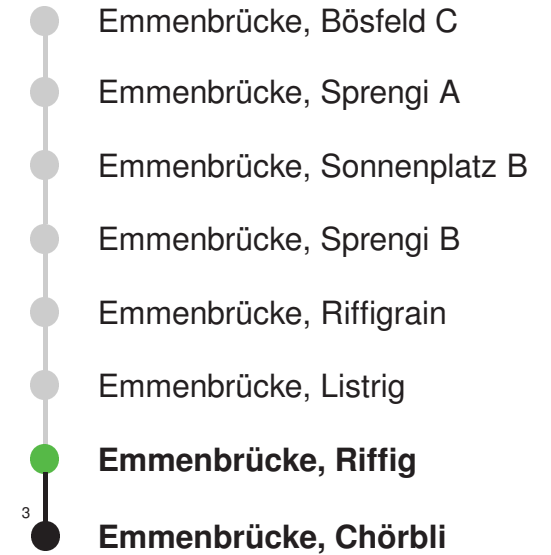 Emmenbrücke, Bösfeld C
Emmenbrücke, Sprengi A
Emmenbrücke, Sonnenplatz B
Emmenbrücke, Sprengi B
Emmenbrücke, Riffigrain
Emmenbrücke, Listrig
Emmenbrücke, Riffig
3
Emmenbrücke, Chörbli